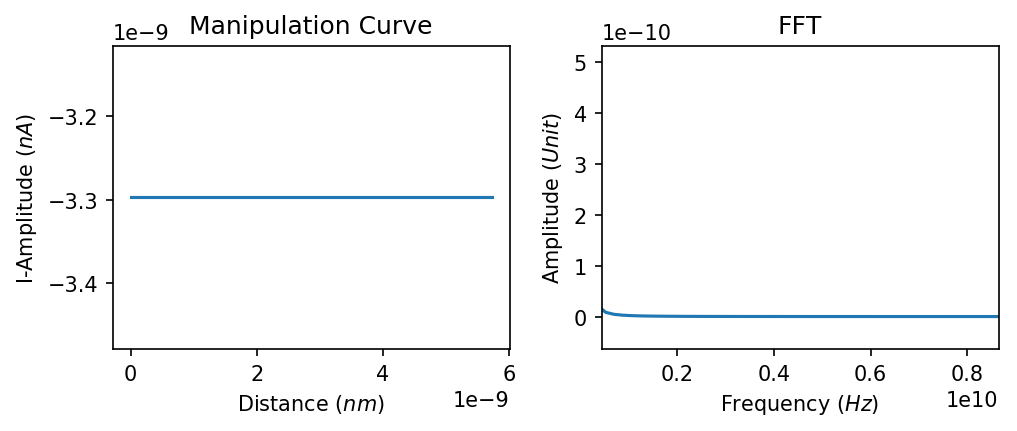 Manipulation Curve
1e−9
I-Amplitude (nA)
−3.2
−3.3
−3.4
0 2 4 6
1e−9
Distance (nm)
FFT
1e−10
Amplitude (Unit)
5
4
3
2
1
0
0.2 0.4 0.6 0.8
1e10
Frequency (Hz)